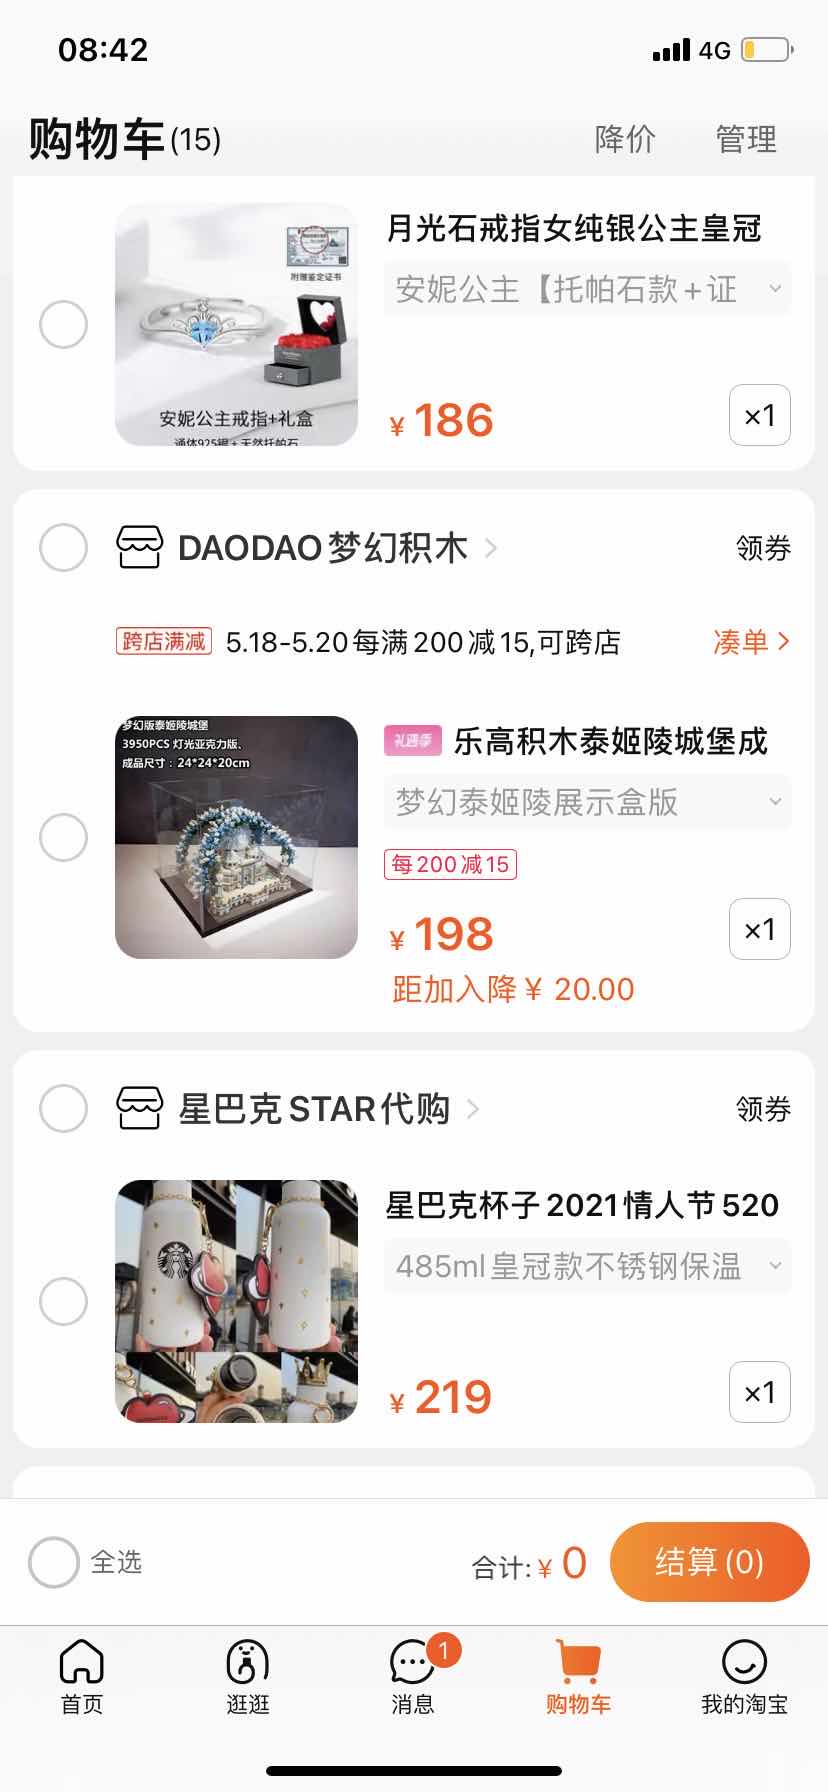 08:42
4G
购物车(15)
降价
管理
附赠鉴定证书
安妮公主戒指+礼盒
通体925银+天然托帕石
月光石戒指女纯银公主皇冠
安妮公主【托帕石款+证
¥ 186
×1
DAODAO梦幻积木
领券
跨店满减
5.18-5.20每满200减15,可跨店
凑单
梦幻版泰姬陵城堡
3950PCS 灯光亚克力版、
成品尺寸：24*24*20cm
礼遇季
乐高积木泰姬陵城堡成
梦幻泰姬陵展示盒版
每200减15
¥ 198
×1
距加入降¥ 20.00
星巴克STAR代购
领券
星巴克杯子2021情人节520
485ml皇冠款不锈钢保温
¥ 219
×1
全选
合计:¥ 0
结算(0)
1
首页
逛逛
消息
购物车
我的淘宝